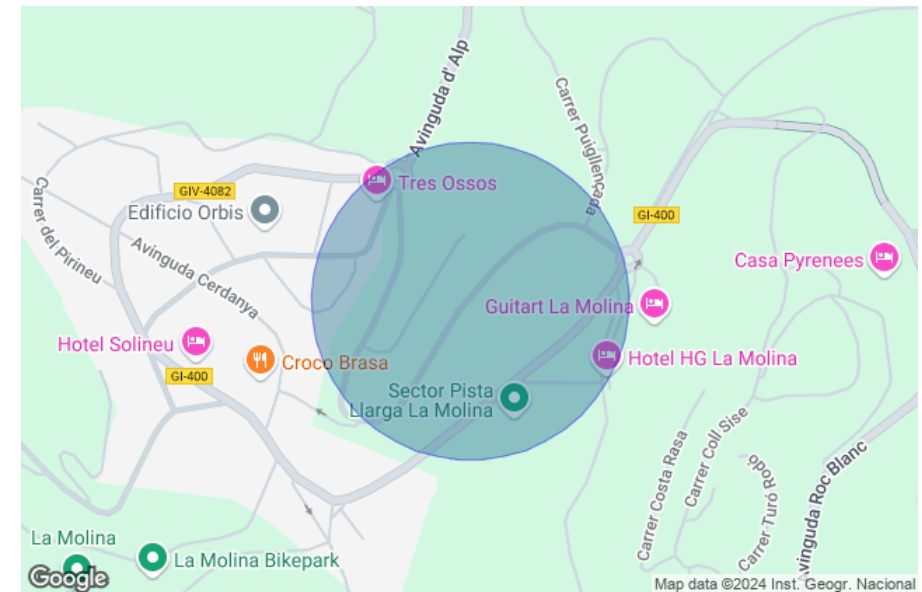 Avinguda d' Alp
Carrer Puigllençada
Tres Ossos
GIV-4082
Edificio Orbis
GI-400
Carrer del Pirineu
Avinguda Cerdanya
Casa Pyrenees
Guitart La Molina
Hotel Solineu
Croco Brasa
Hotel HG La Molina
GI-400
Sector Pista
Llarga La Molina
Carrer Costa Rasa
Carrer Coll Sise
Carrer Turó Rodó
Avinguda Roc Blanc
La Molina
La Molina Bikepark
Google
Map data ©2024 Inst. Geogr. Nacional